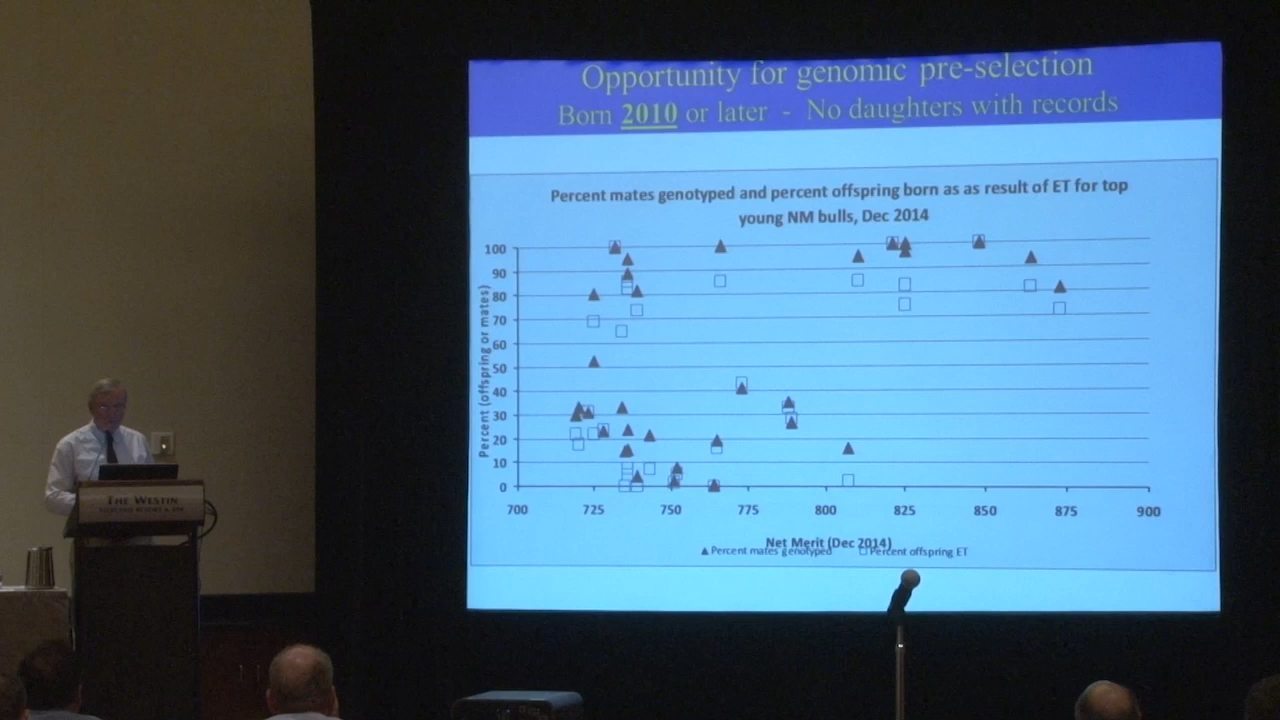 Opportunity for genomic pre-selection
Born 2010 or later - No daughters with records
Percent mates genotyped and percent offspring born as as result of ET for top
young NM bulls, Dec 2014
Percent (offspring or mates)
100
90
80
70
60
50
40
30
20
10
0
700 725 750 775 800 825 850 875 900
Net Merit (Dec 2014)
Percent mates genotyped Percent offspring ET
THE WESTIN